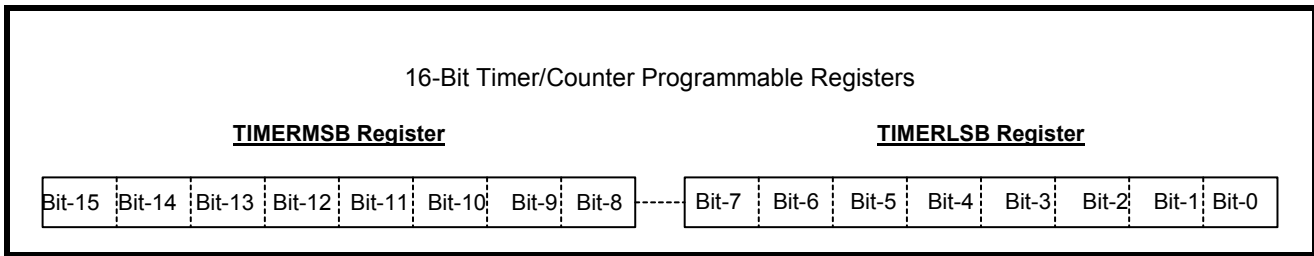 16-Bit Timer/Counter Programmable Registers
TIMERMSB Register
TIMERLSB Register
Bit-15 Bit-14 Bit-13 Bit-12 Bit-11 Bit-10 Bit-9 Bit-8
Bit-7 Bit-6 Bit-5 Bit-4 Bit-3 Bit-2 Bit-1 Bit-0